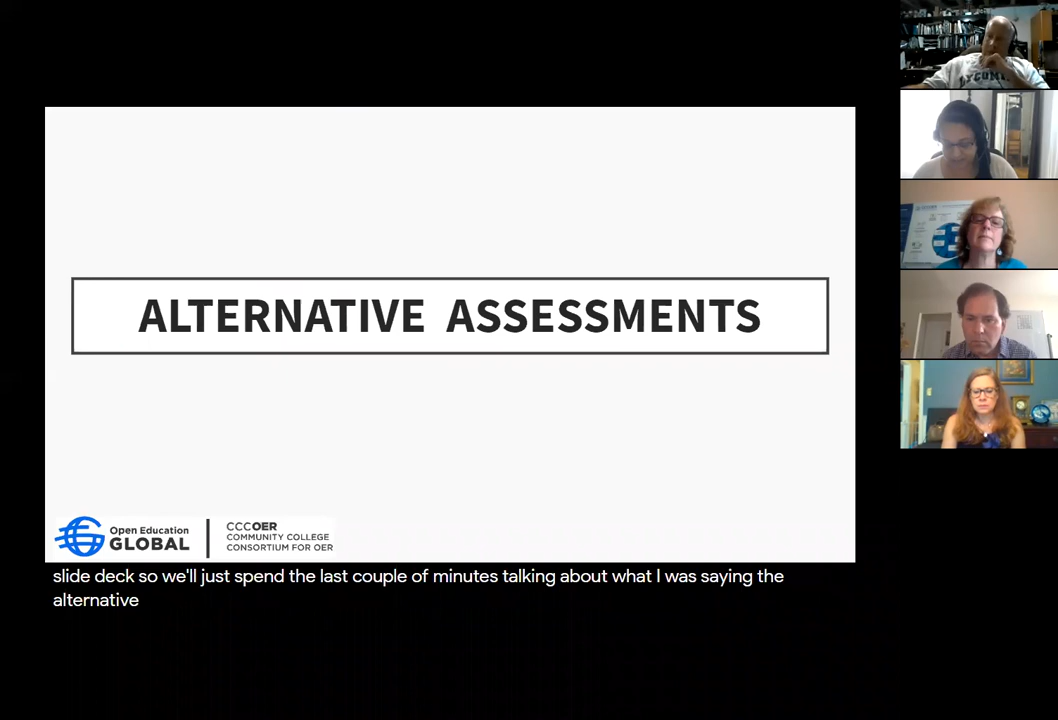 ALTERNATIVE ASSESSMENTS
Open Education
GLOBAL
CCCOER
COMMUNITY COLLEGE
CONSORTIUM FOR OER
slide deck so we'll just spend the last couple of minutes talking about what I was saying the
alternative